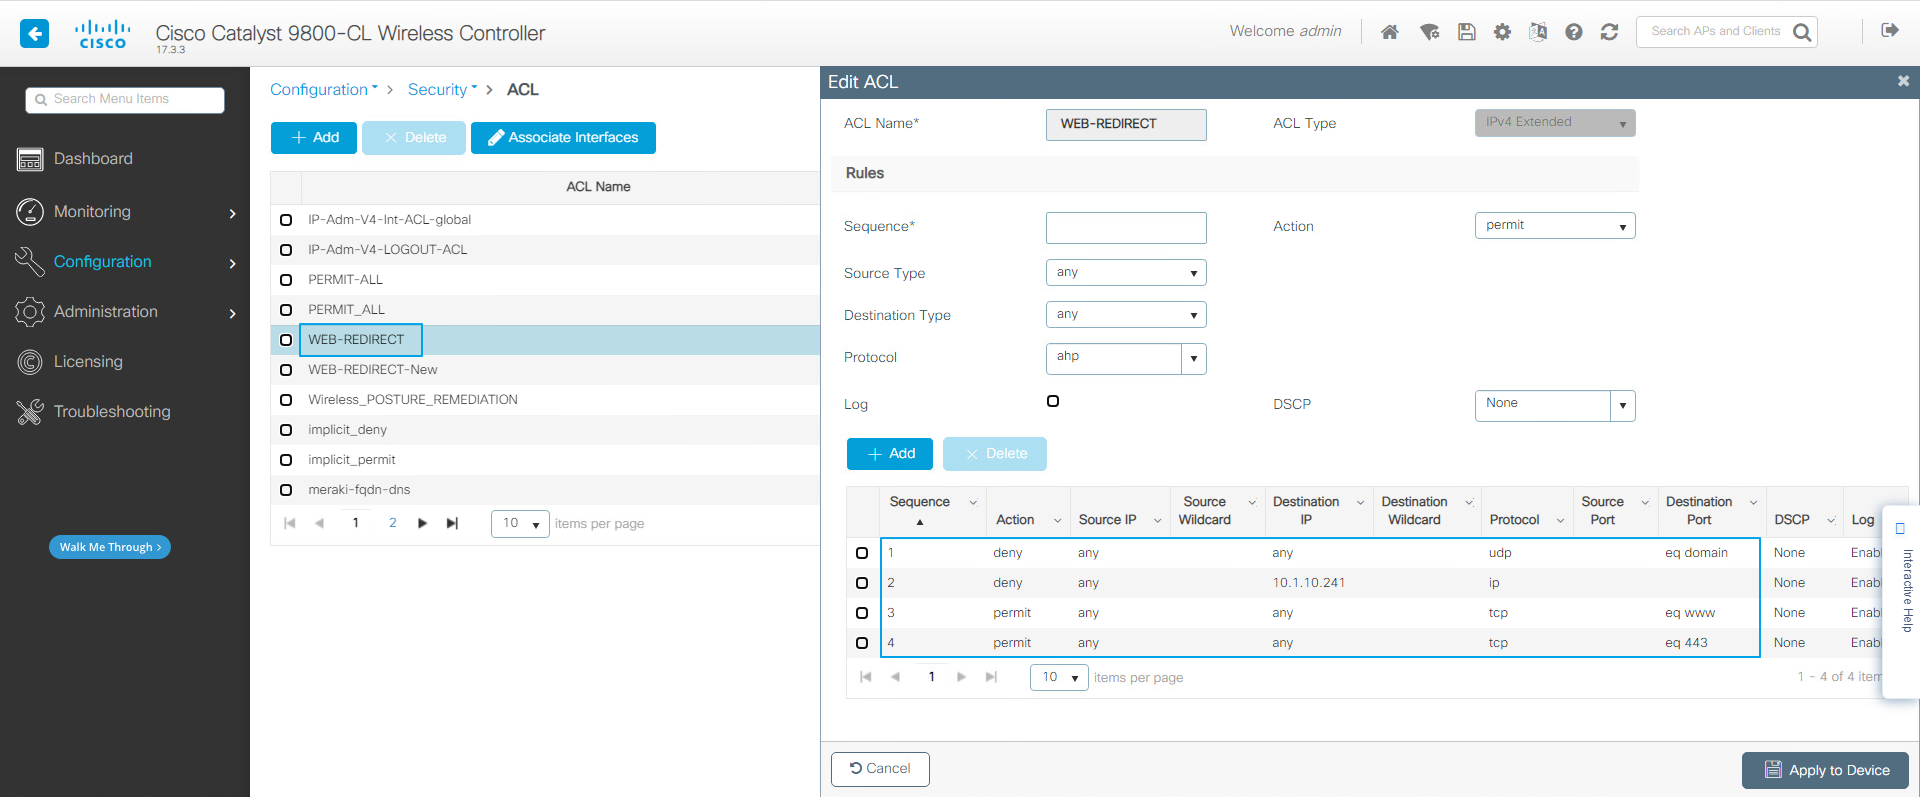 CISCO
Cisco Catalyst 9800-CL Wireless Controller
17.3.3
Welcome admin
Search APs and Clients
Search Menu Items
Dashboard
Monitoring
Configuration
Administration
Licensing
Troubleshooting
Walk Me Through >
Configuration > Security > ACL
+ Add
× Delete
Associate Interfaces
ACL Name
IP-Adm-V4-Int-ACL-global
IP-Adm-V4-LOGOUT-ACL
PERMIT-ALL
PERMIT_ALL
WEB-REDIRECT
WEB-REDIRECT-New
Wireless_POSTURE_REMEDIATION
implicit_deny
implicit_permit
meraki-fqdn-dns
1 2 10 items per page
Edit ACL
ACL Name* WEB-REDIRECT ACL Type IPv4 Extended
Rules
Sequence* Action permit
Source Type any
Destination Type any
Protocol ahp
Log DSCP None
+ Add × Delete
Sequence Action Source IP Source Wildcard Destination IP Destination Wildcard Protocol Source Port Destination Port DSCP Log
1 deny any any udp eq domain None Enabl
2 deny any 10.1.10.241 ip None Enabl
3 permit any any tcp eq www None Enabl
4 permit any any tcp eq 443 None Enabl
1 10 items per page 1 - 4 of 4 item
Interactive Help
Cancel
Apply to Device